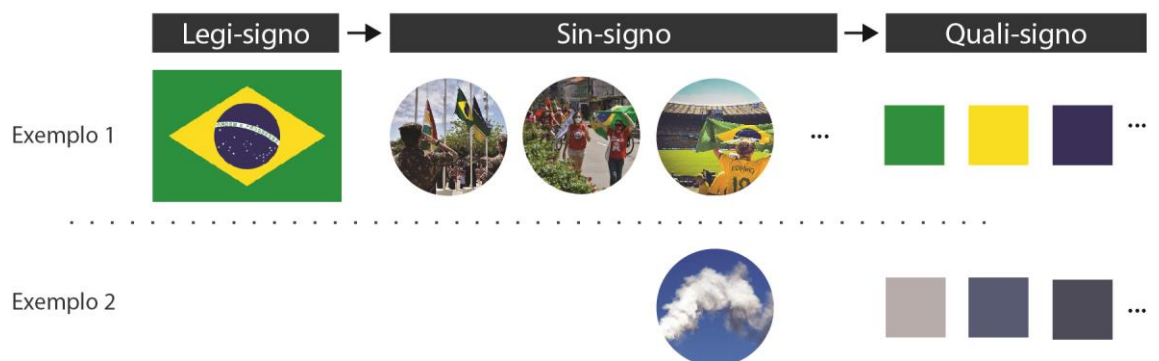 Legi-signo → Sin-signo → Quali-signo
Exemplo 1 ... ...
Exemplo 2 ...